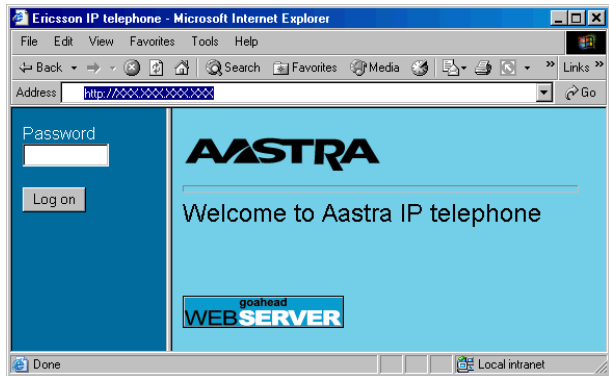 Ericsson IP telephone - Microsoft Internet Explorer
File Edit View Favorites Tools Help
Back Search Favorites Media » Links »
Address http://XXX.XXX.XXX.XXX Go
Password
Log on
AASTRA
Welcome to Aastra IP telephone
goahead
WEBSERVER
Done Local intranet